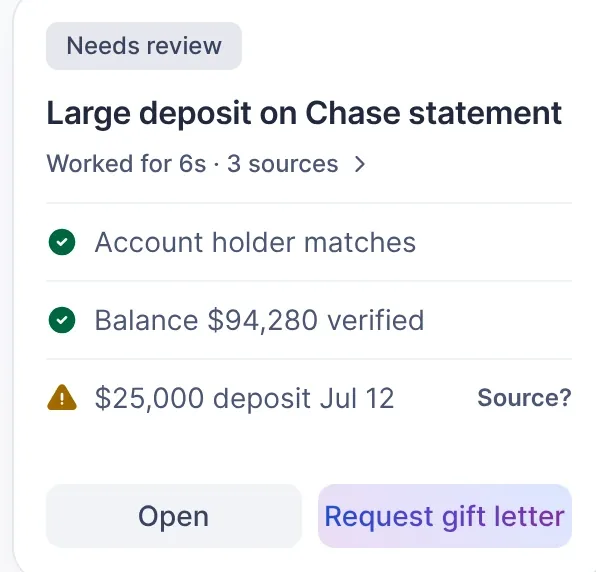 Needs review
Large deposit on Chase statement
Worked for 6s · 3 sources
Account holder matches
Balance $94,280 verified
$25,000 deposit Jul 12 Source?
Open Request gift letter